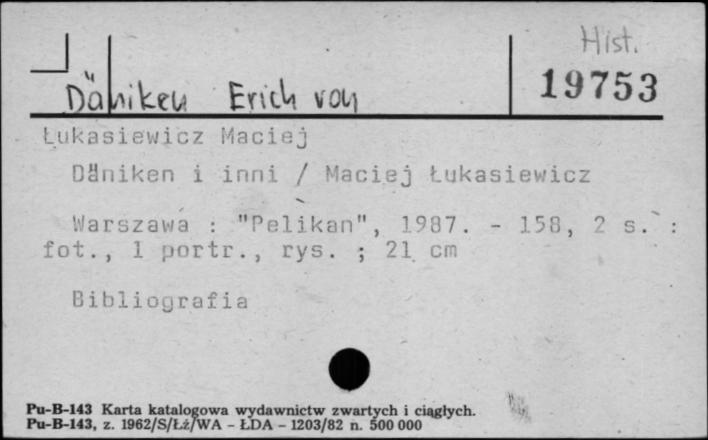 Hist.
Däniken Erich von
19753
Łukasiewicz Maciej
Däniken i inni / Maciej Łukasiewicz
Warszawa : "Pelikan", 1987. - 158, 2 s. :
fot., 1 portr., rys. ; 21 cm
Bibliografia
Pu-B-143 Karta katalogowa wydawnictw zwartych i ciągłych.
Pu-B-143, z. 1962/S/Łż/WA - ŁDA - 1203/82 n. 500 000